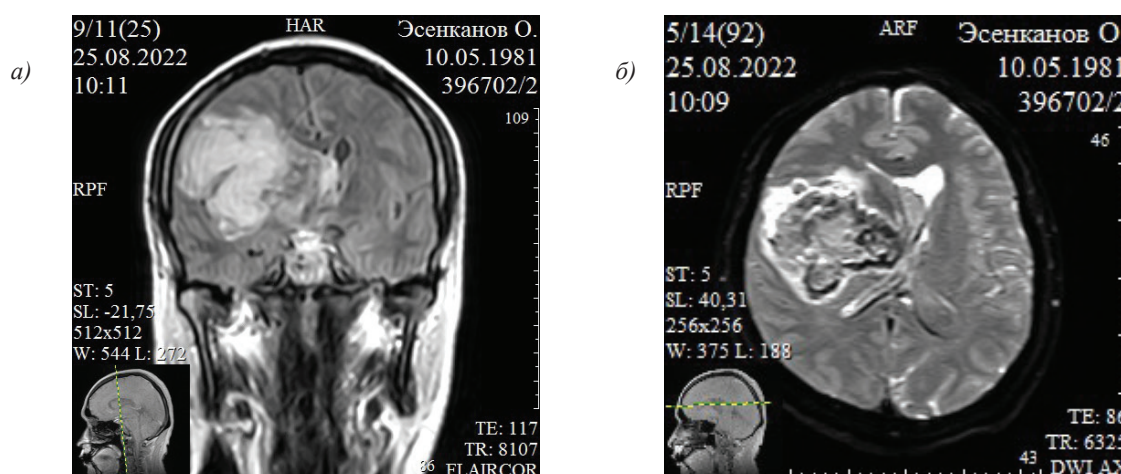 а)
9/11(25)
HAR
Эсенканов О.
25.08.2022
10.05.1981
10:11
396702/2
109
RPF
ST: 5
SL: -21,75
512x512
W: 544 L: 272
TE: 117
TR: 8107
86 FLAIRCOR
б)
5/14(92)
ARF
Эсенканов О
25.08.2022
10.05.1981
10:09
396702/2
46
RPF
ST: 5
SL: 40,31
256x256
W: 375 L: 188
TE: 86
TR: 6325
43 DWI AX